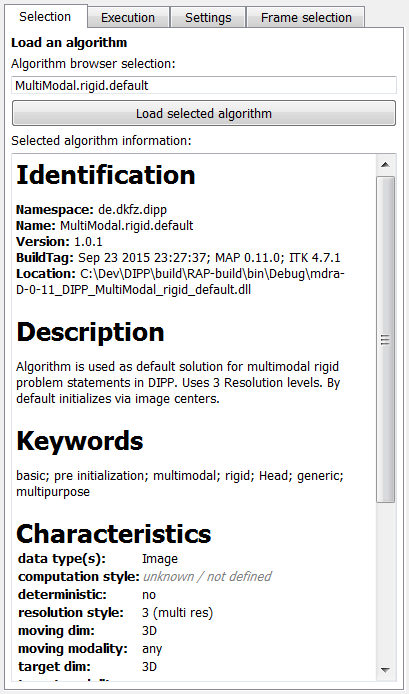 Selection Execution Settings Frame selection
Load an algorithm
Algorithm browser selection:
MultiModal.rigid.default
Load selected algorithm
Selected algorithm information:
Identification
Namespace: de.dkfz.dipp
Name: MultiModal.rigid.default
Version: 1.0.1
BuildTag: Sep 23 2015 23:27:37; MAP 0.11.0; ITK 4.7.1
Location: C:\Dev\DIPP\build\RAP-build\bin\Debug\mdra-
D-0-11_DIPP_MultiModal_rigid_default.dll
Description
Algorithm is used as default solution for multimodal rigid
problem statements in DIPP. Uses 3 Resolution levels. By
default initializes via image centers.
Keywords
basic; pre initialization; multimodal; rigid; Head; generic;
multipurpose
Characteristics
data type(s): Image
computation style: unknown / not defined
deterministic: no
resolution style: 3 (multi res)
moving dim: 3D
moving modality: any
target dim: 3D